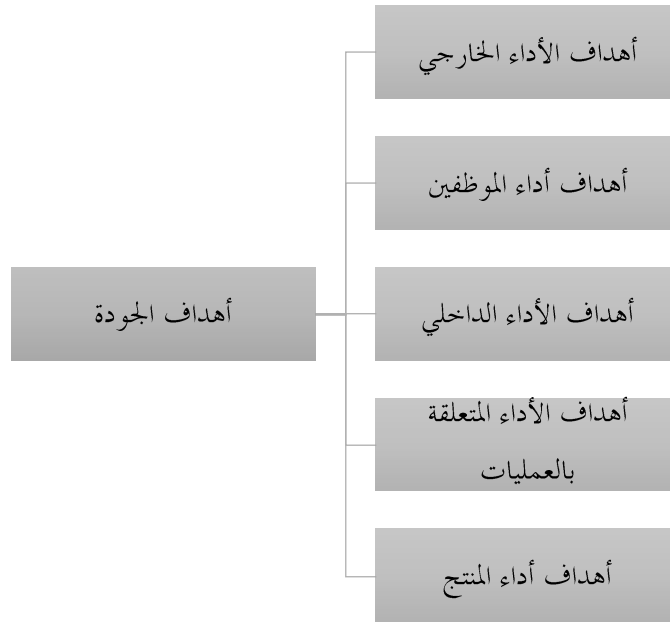 أهداف الأداء الخارجي
أهداف أداء الموظفين
أهداف الجودة
أهداف الأداء الداخلي
أهداف الأداء المتعلقة
بالعمليات
أهداف أداء المنتج